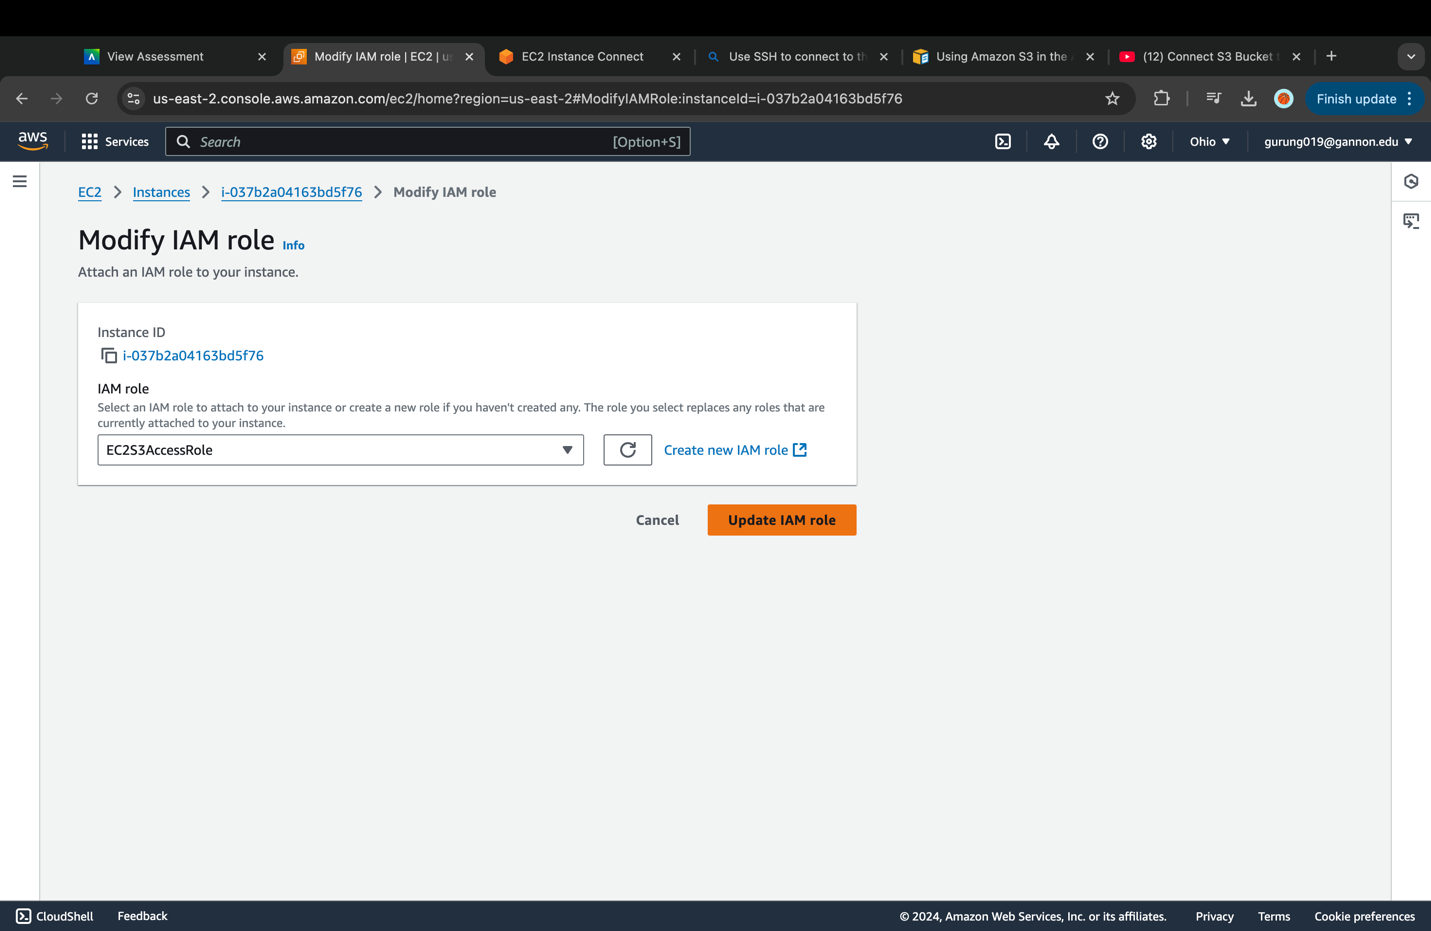 View Assessment
Modify IAM role | EC2 | us
EC2 Instance Connect
Use SSH to connect to th
Using Amazon S3 in the
(12) Connect S3 Bucket
us-east-2.console.aws.amazon.com/ec2/home?region=us-east-2#ModifyIAMRole:instanceId=i-037b2a04163bd5f76
Finish update
aws
Services
Search
[Option+S]
Ohio
gurung019@gannon.edu
EC2 > Instances > i-037b2a04163bd5f76 > Modify IAM role
Modify IAM role Info
Attach an IAM role to your instance.
Instance ID
i-037b2a04163bd5f76
IAM role
Select an IAM role to attach to your instance or create a new role if you haven't created any. The role you select replaces any roles that are
currently attached to your instance.
EC2S3AccessRole
Create new IAM role
Cancel
Update IAM role
CloudShell
Feedback
© 2024, Amazon Web Services, Inc. or its affiliates.
Privacy
Terms
Cookie preferences